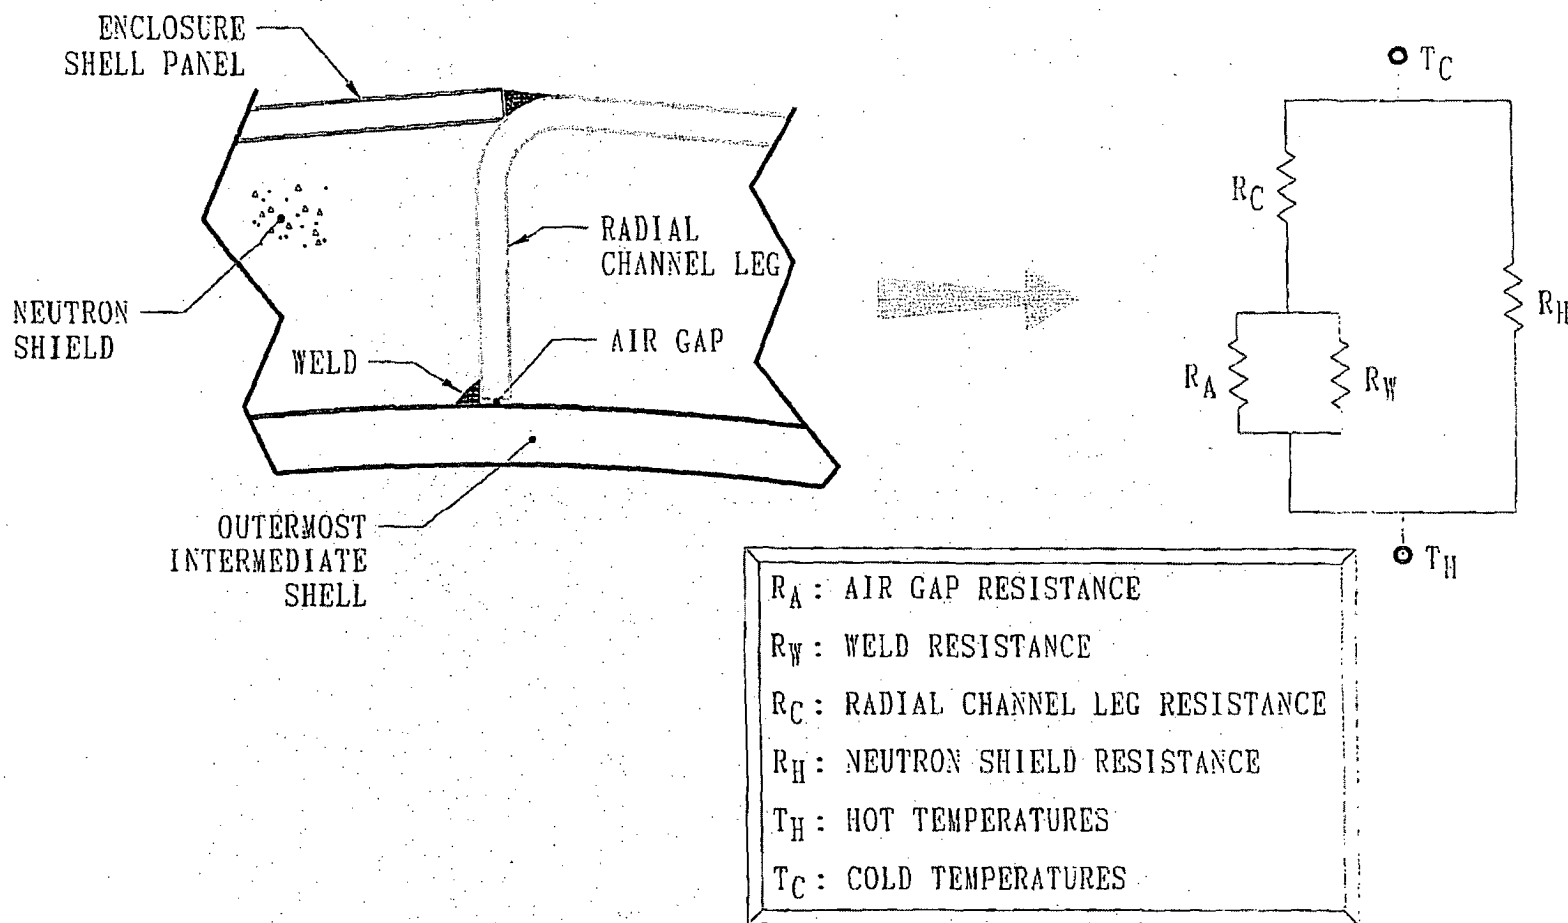 ENCLOSURE
SHELL PANEL
NEUTRON
SHIELD
WELD
RADIAL
CHANNEL LEG
AIR GAP
OUTERMOST
INTERMEDIATE
SHELL
T_C
R_C
R_H
R_A
R_W
T_H
R_A: AIR GAP RESISTANCE
R_W: WELD RESISTANCE
R_C: RADIAL CHANNEL LEG RESISTANCE
R_H: NEUTRON SHIELD RESISTANCE
T_H: HOT TEMPERATURES
T_C: COLD TEMPERATURES